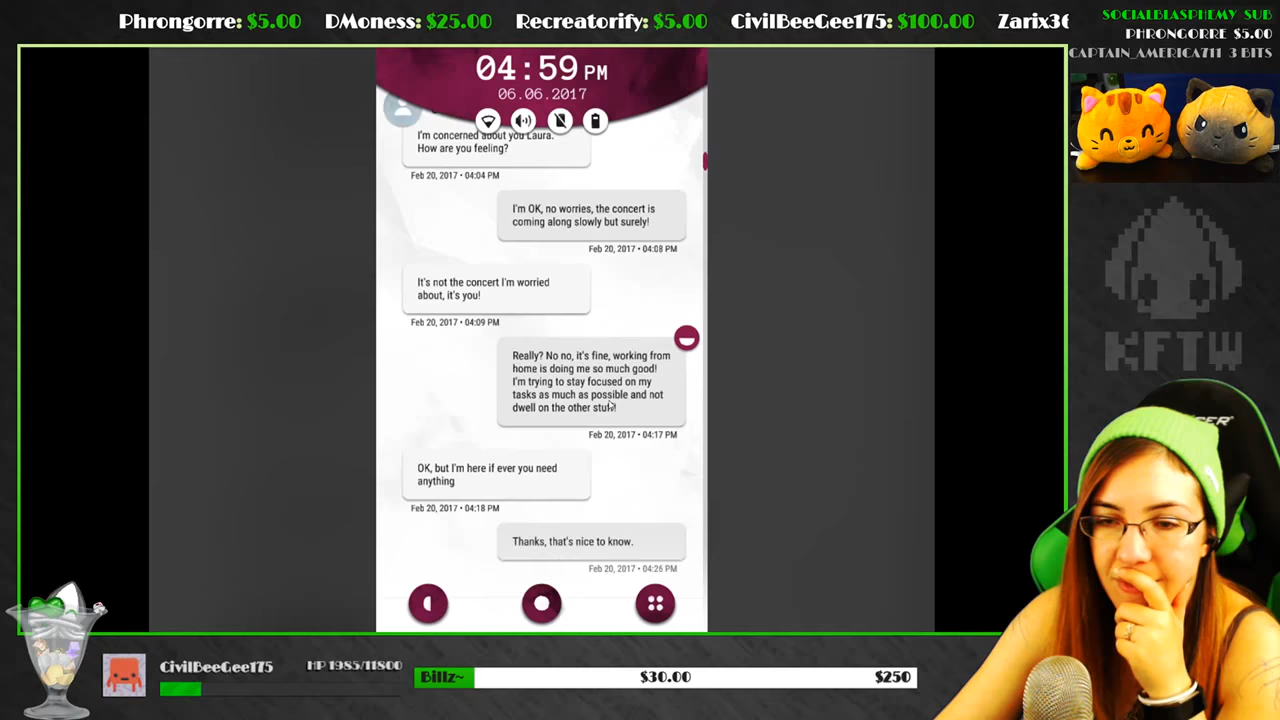 Phrongorre: $5.00 DMoness: $25.00 Recreatorify: $5.00 CivilBeeGee175: $100.00 Zarix36
SOCIALBLASPHEMY SUB
PHRONGORRE $5.00
CAPTAIN_AMERICA711 3 BITS
04:59 PM
06.06.2017
I'm concerned about you Laura.
How are you feeling?
Feb 20, 2017 • 04:04 PM
I'm OK, no worries, the concert is
coming along slowly but surely!
Feb 20, 2017 • 04:08 PM
It's not the concert I'm worried
about, it's you!
Feb 20, 2017 • 04:09 PM
Really? No no, it's fine, working from
home is doing me so much good!
I'm trying to stay focused on my
tasks as much as possible and not
dwell on the other stuff!
Feb 20, 2017 • 04:17 PM
OK, but I'm here if ever you need
anything
Feb 20, 2017 • 04:18 PM
Thanks, that's nice to know.
Feb 20, 2017 • 04:26 PM
KFTW
CivilBeeGee175 HP 1985/11800
Billz~ $30.00 $250